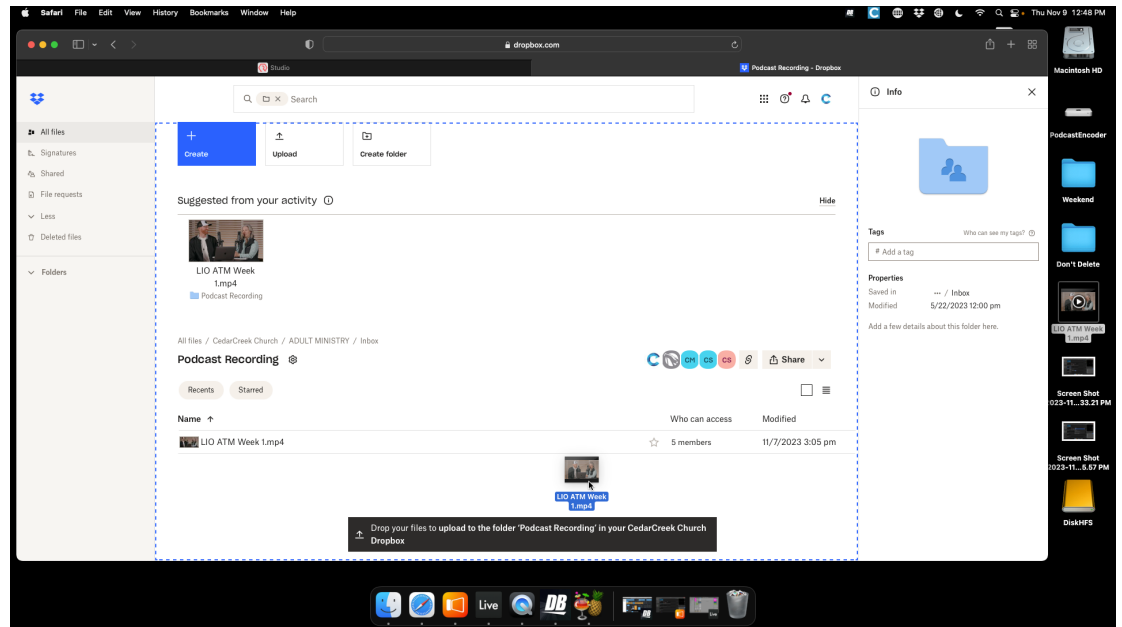 Safari File Edit View History Bookmarks Window Help
Thu Nov 9 12:48 PM
dropbox.com
Studio
Podcast Recording - Dropbox
Search
All files
Signatures
Shared
File requests
Less
Deleted files
Folders
Create
Upload
Create folder
Suggested from your activity
Hide
LIO ATM Week
1.mp4
Podcast Recording
All files / CedarCreek Church / ADULT MINISTRY / Inbox
Podcast Recording
CM CS CS
Share
Recents Starred
Name
Who can access
Modified
LIO ATM Week 1.mp4
5 members
11/7/2023 3:05 pm
LIO ATM Week
1.mp4
Drop your files to upload to the folder 'Podcast Recording' in your CedarCreek Church
Dropbox
Info
Tags
Who can see my tags?
# Add a tag
Properties
Saved in ••• / Inbox
Modified 5/22/2023 12:00 pm
Add a few details about this folder here.
Macintosh HD
PodcastEncoder
Weekend
Don't Delete
LIO ATM Week
1.mp4
Screen Shot
2023-11...33.21 PM
Screen Shot
2023-11...5.57 PM
DiskHFS
Live
DB